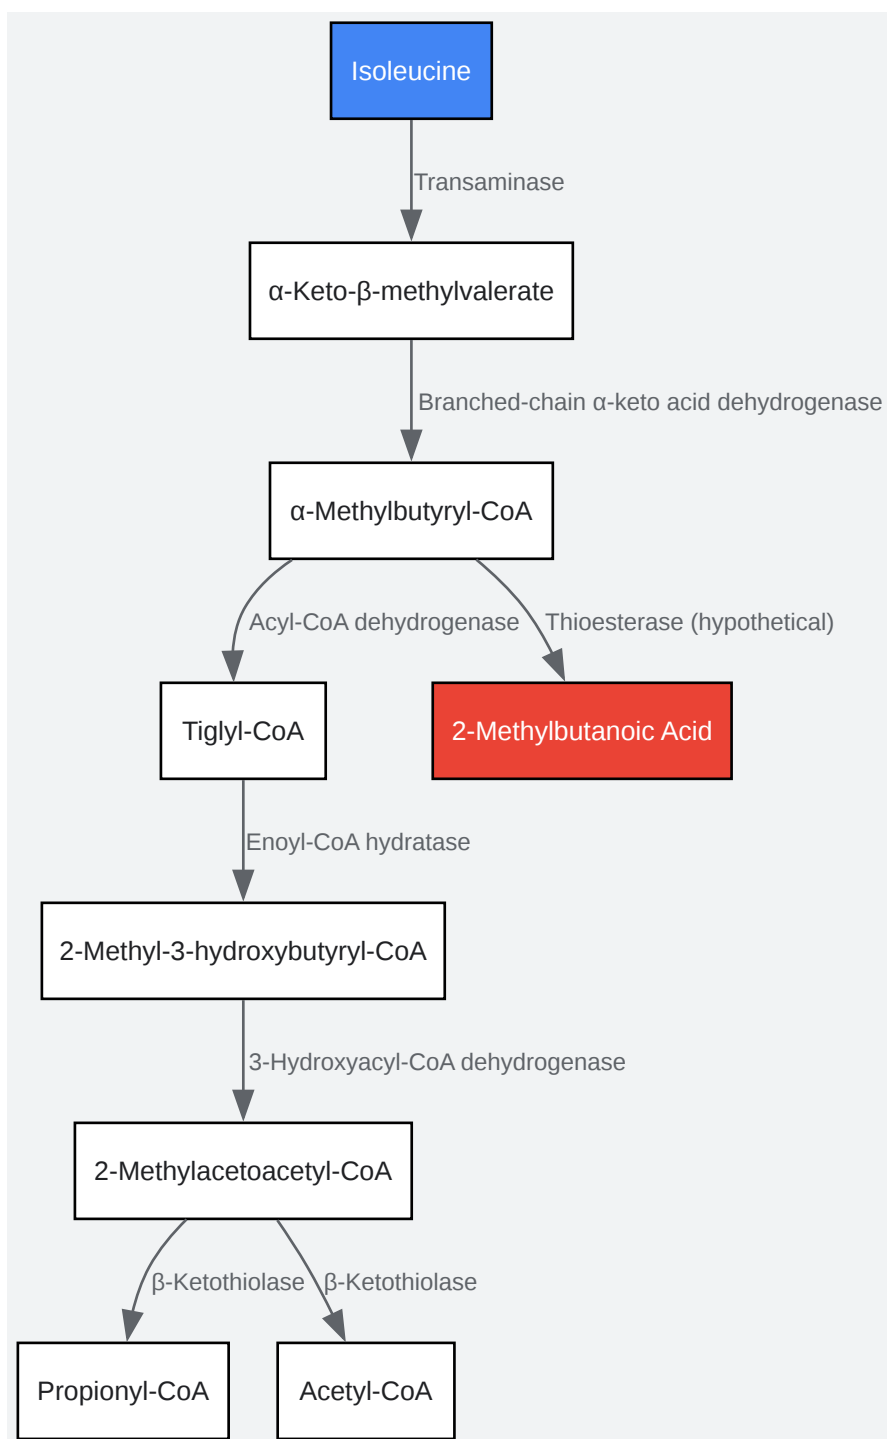 Isoleucine
Transaminase
α-Keto-β-methylvalerate
Branched-chain α-keto acid dehydrogenase
α-Methylbutyryl-CoA
Acyl-CoA dehydrogenase
Thioesterase (hypothetical)
Tiglyl-CoA
2-Methylbutanoic Acid
Enoyl-CoA hydratase
2-Methyl-3-hydroxybutyryl-CoA
3-Hydroxyacyl-CoA dehydrogenase
2-Methylacetoacetyl-CoA
β-Ketothiolase
β-Ketothiolase
Propionyl-CoA
Acetyl-CoA